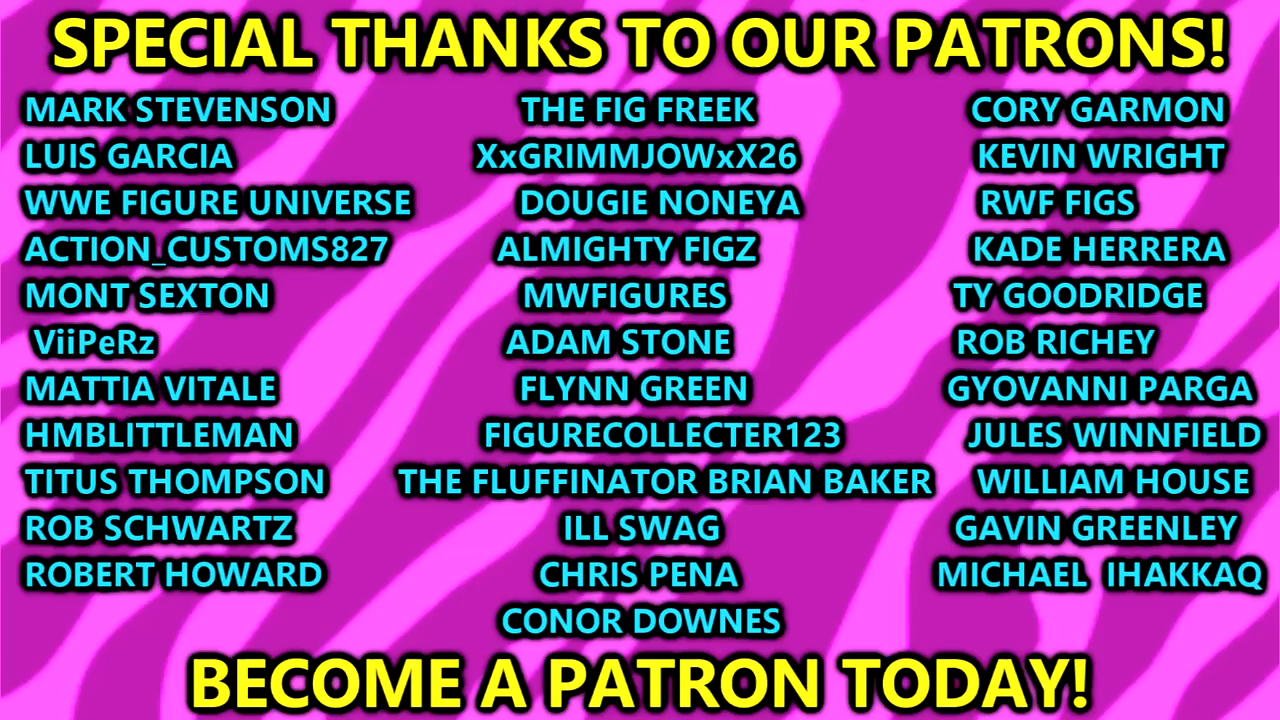 SPECIAL THANKS TO OUR PATRONS!
MARK STEVENSON THE FIG FREEK CORY GARMON
LUIS GARCIA XxGRIMMJOWxX26 KEVIN WRIGHT
WWE FIGURE UNIVERSE DOUGIE NONEYA RWF FIGS
ACTION_CUSTOMS827 ALMIGHTY FIGZ KADE HERRERA
MONT SEXTON MWFIGURES TY GOODRIDGE
ViiPeRz ADAM STONE ROB RICHEY
MATTIA VITALE FLYNN GREEN GYOVANNI PARGA
HMBLITTLEMAN FIGURECOLLECTER123 JULES WINNFIELD
TITUS THOMPSON THE FLUFFINATOR BRIAN BAKER WILLIAM HOUSE
ROB SCHWARTZ ILL SWAG GAVIN GREENLEY
ROBERT HOWARD CHRIS PENA MICHAEL IHAKKAQ
CONOR DOWNES
BECOME A PATRON TODAY!